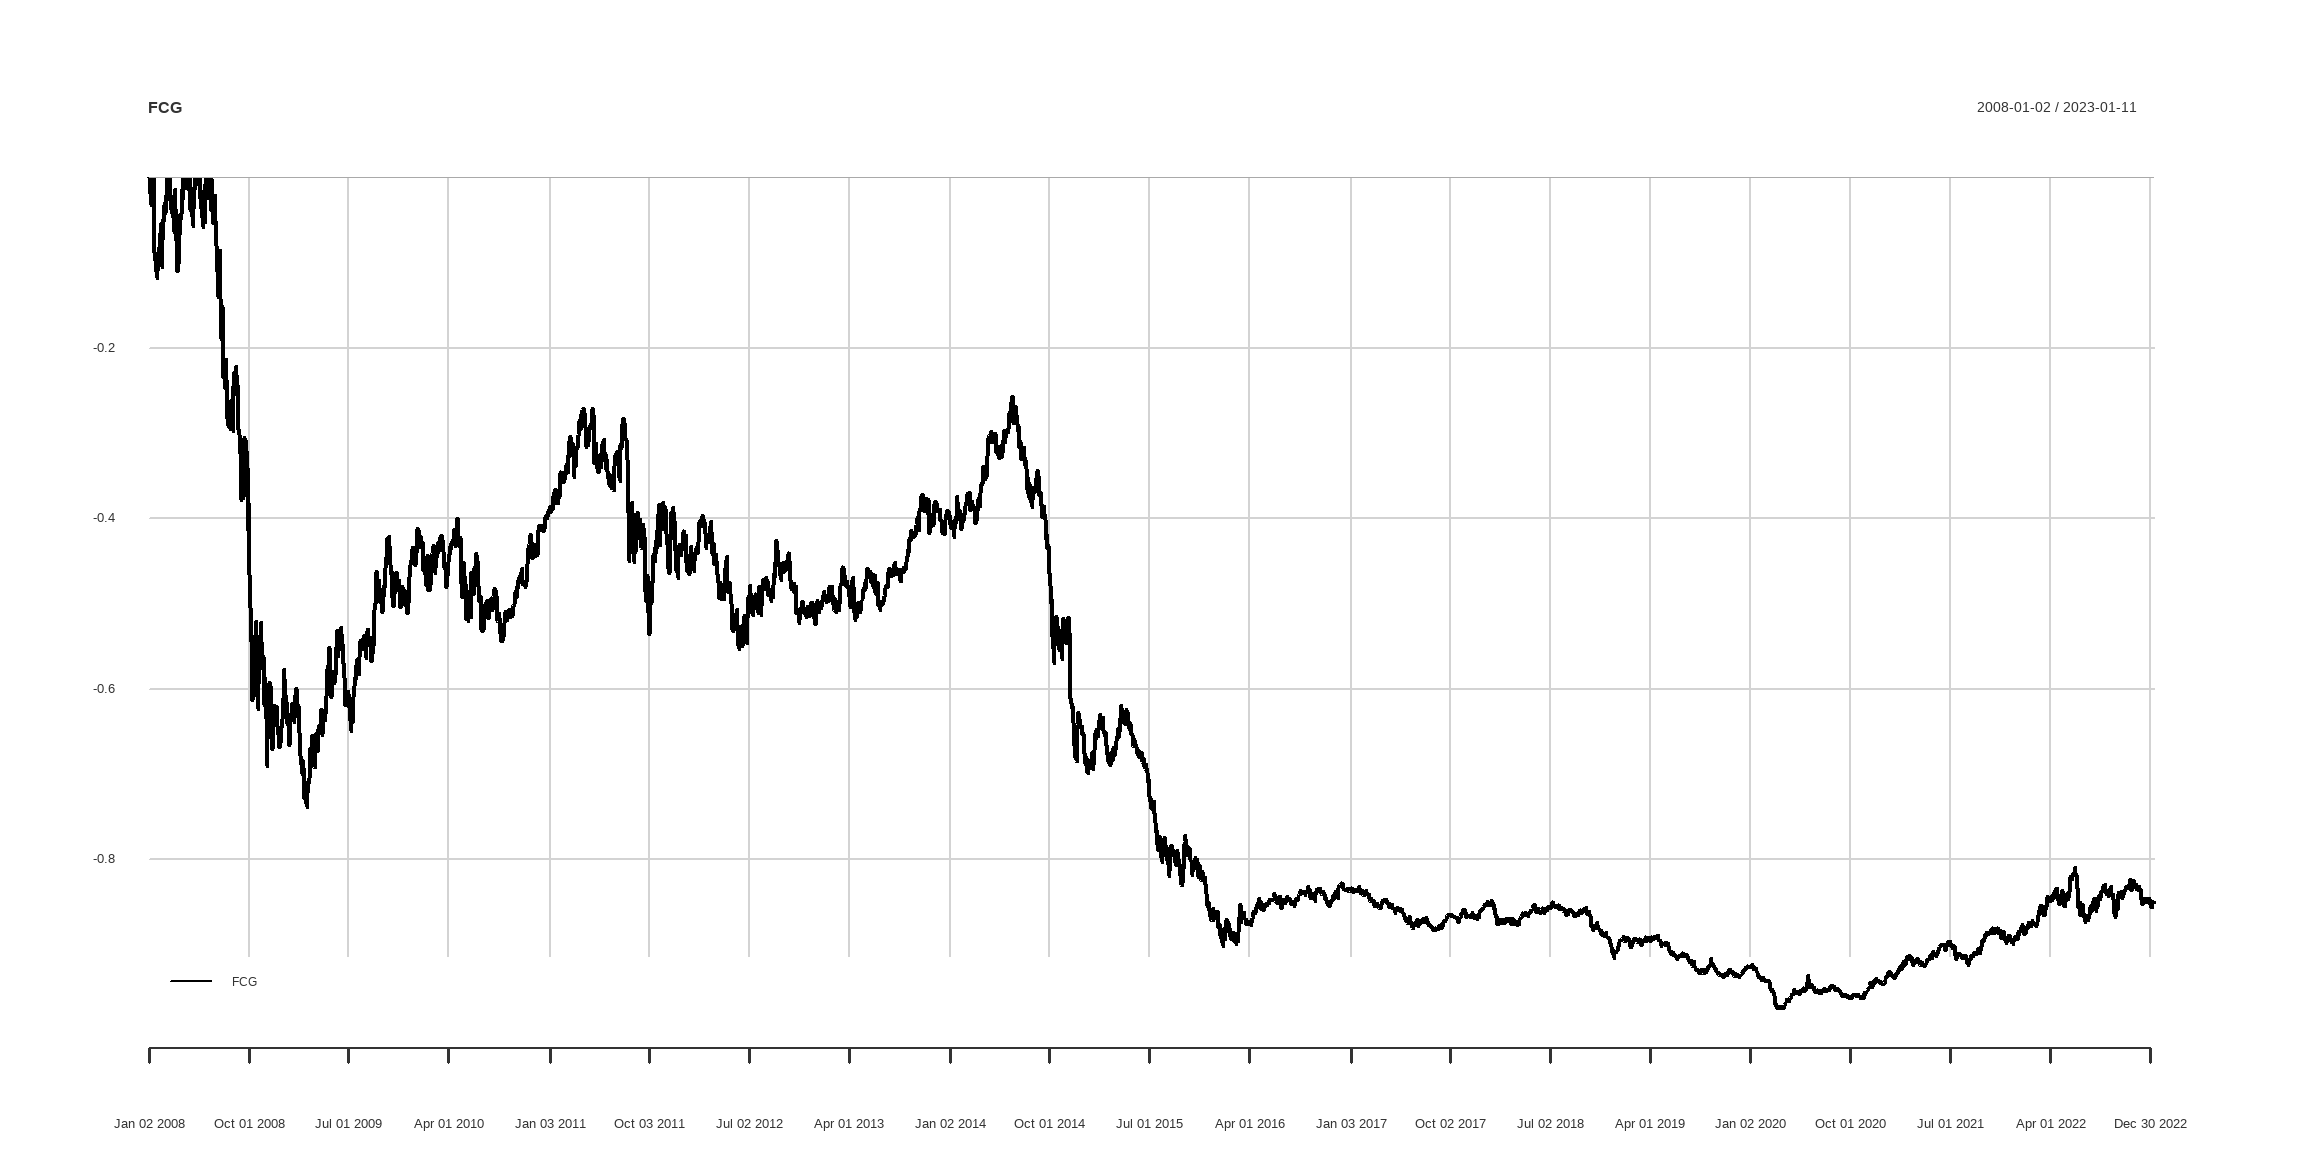 FCG
2008-01-02 / 2023-01-11
-0.2
-0.4
-0.6
-0.8
FCG
Jan 02 2008 Oct 01 2008 Jul 01 2009 Apr 01 2010 Jan 03 2011 Oct 03 2011 Jul 02 2012 Apr 01 2013 Jan 02 2014 Oct 01 2014 Jul 01 2015 Apr 01 2016 Jan 03 2017 Oct 02 2017 Jul 02 2018 Apr 01 2019 Jan 02 2020 Oct 01 2020 Jul 01 2021 Apr 01 2022 Dec 30 2022